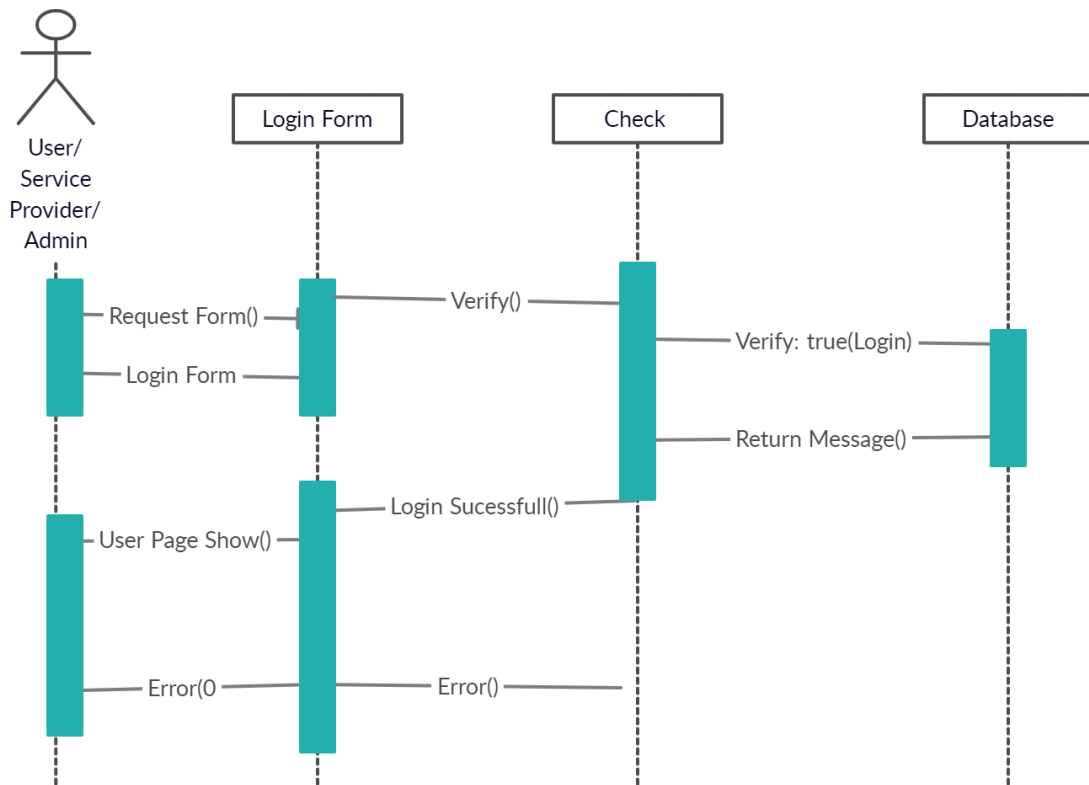 Login Form
Check
Database
User/
Service
Provider/
Admin
Verify()
Request Form()
Verify: true(Login)
Login Form
Return Message()
Login Sucessfull()
User Page Show()
Error(0
Error()